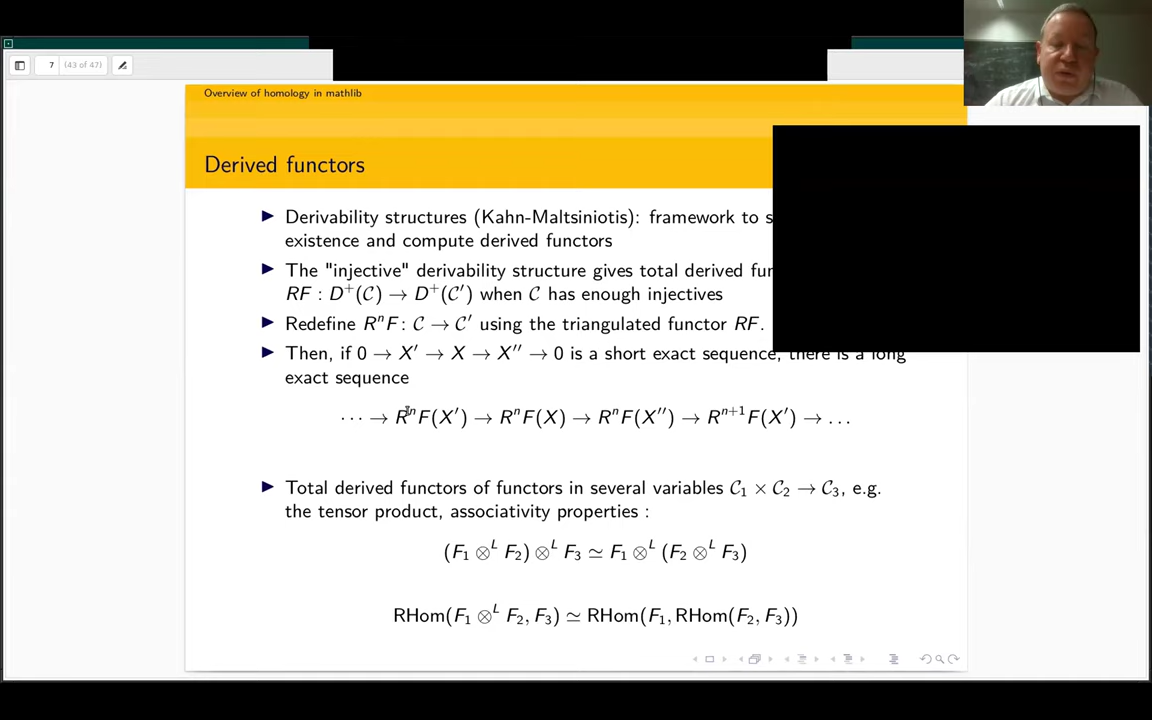 7 (43 of 47)
Overview of homology in mathlib
Derived functors
▶ Derivability structures (Kahn-Maltsiniotis): framework to s
existence and compute derived functors
▶ The "injective" derivability structure gives total derived fun
RF : D⁺(𝒞) → D⁺(𝒞′) when 𝒞 has enough injectives
▶ Redefine RⁿF : 𝒞 → 𝒞′ using the triangulated functor RF.
▶ Then, if 0 → X′ → X → X′′ → 0 is a short exact sequence, there is a long
exact sequence
··· → RⁿF(X′) → RⁿF(X) → RⁿF(X′′) → Rⁿ⁺¹F(X′) → ...
▶ Total derived functors of functors in several variables 𝒞₁ × 𝒞₂ → 𝒞₃, e.g.
the tensor product, associativity properties :
(F₁ ⊗ᴸ F₂) ⊗ᴸ F₃ ≃ F₁ ⊗ᴸ (F₂ ⊗ᴸ F₃)
RHom(F₁ ⊗ᴸ F₂, F₃) ≃ RHom(F₁, RHom(F₂, F₃))